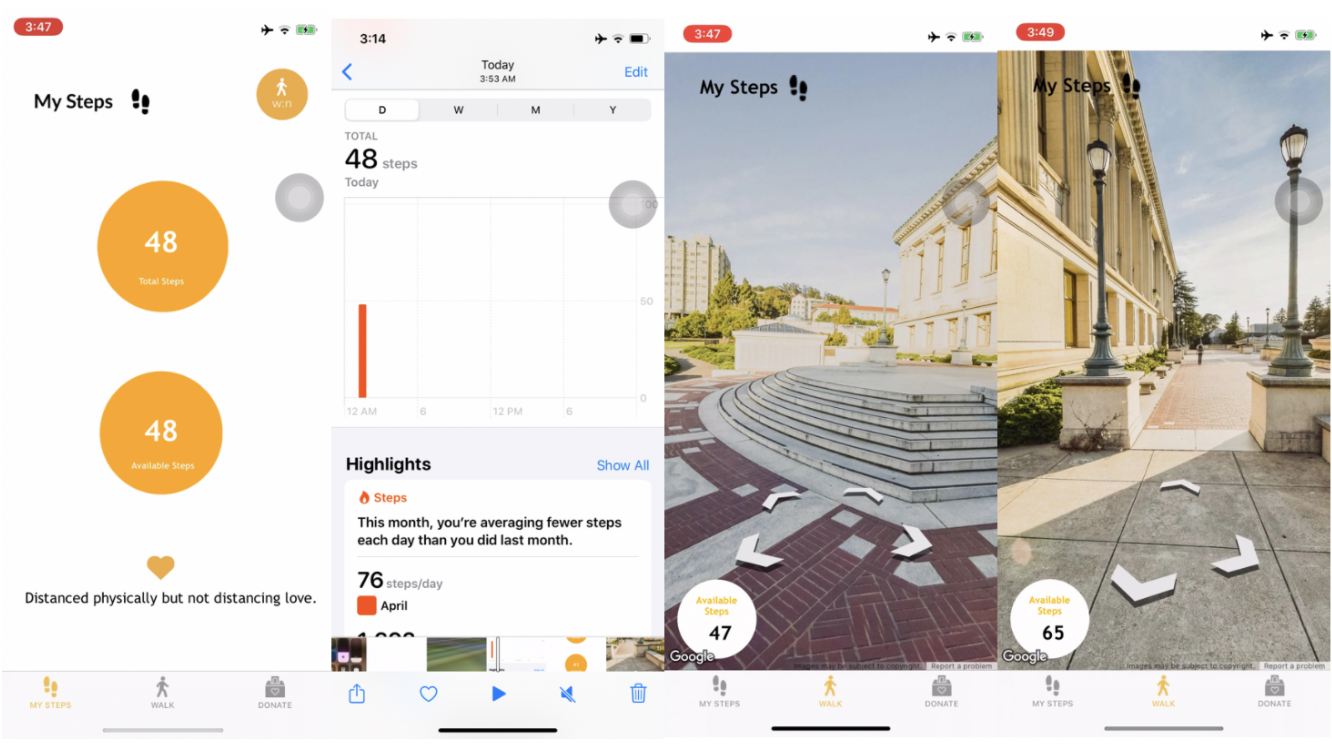 3:47
My Steps
w:n
48
Total Steps
48
Available Steps
Distanced physically but not distancing love.
MY STEPS
WALK
DONATE
3:14
Today
3:53 AM
Edit
D
W
M
Y
TOTAL
48 steps
Today
100
50
0
12 AM
6
12 PM
6
Highlights
Show All
Steps
This month, you're averaging fewer steps
each day than you did last month.
76 steps/day
April
3:47
My Steps
Available
Steps
47
Google
Images may be subject to copyright.
Report a problem
MY STEPS
WALK
DONATE
3:49
My Steps
Available
Steps
65
Google
Images may be subject to copyright.
Report a problem
MY STEPS
WALK
DONATE